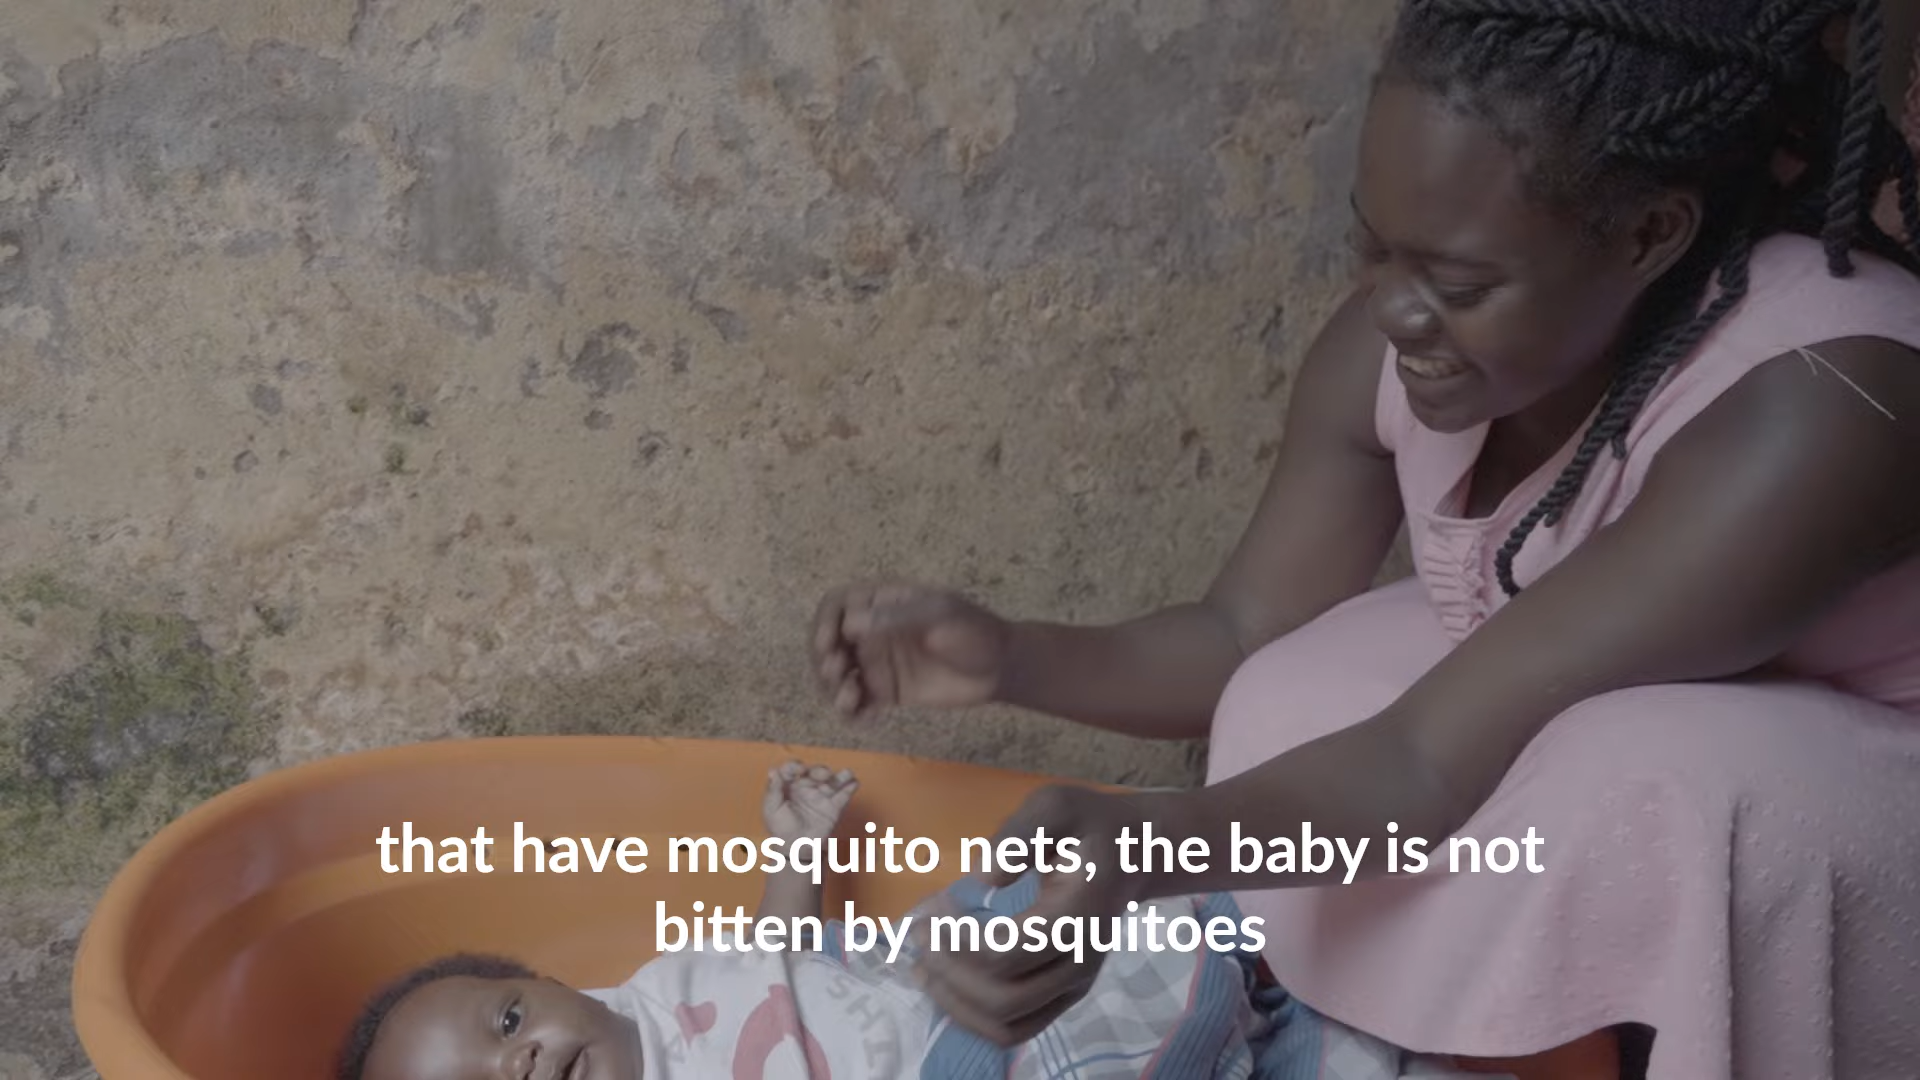 that have mosquito nets, the baby is not
bitten by mosquitoes